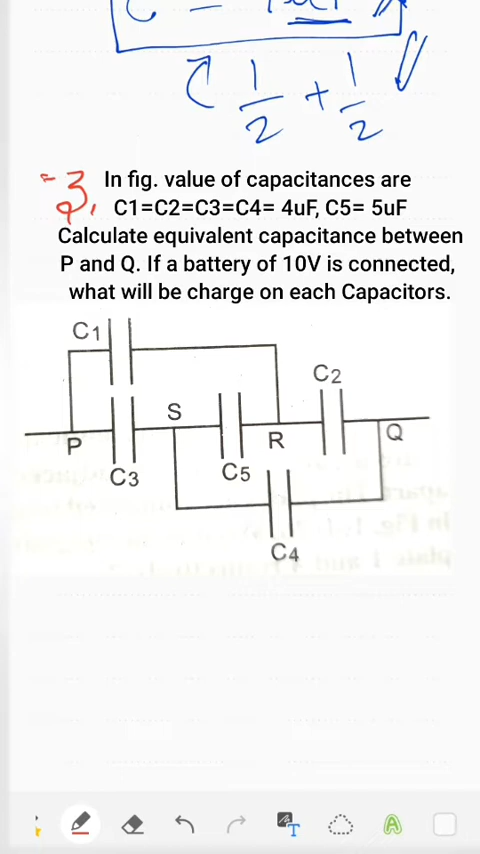 1/2 + 1/2
3
Q.
In fig. value of capacitances are
C1=C2=C3=C4= 4uF, C5= 5uF
Calculate equivalent capacitance between
P and Q. If a battery of 10V is connected,
what will be charge on each Capacitors.
C1
C2
S
P
R
Q
C3
C5
C4
T
A